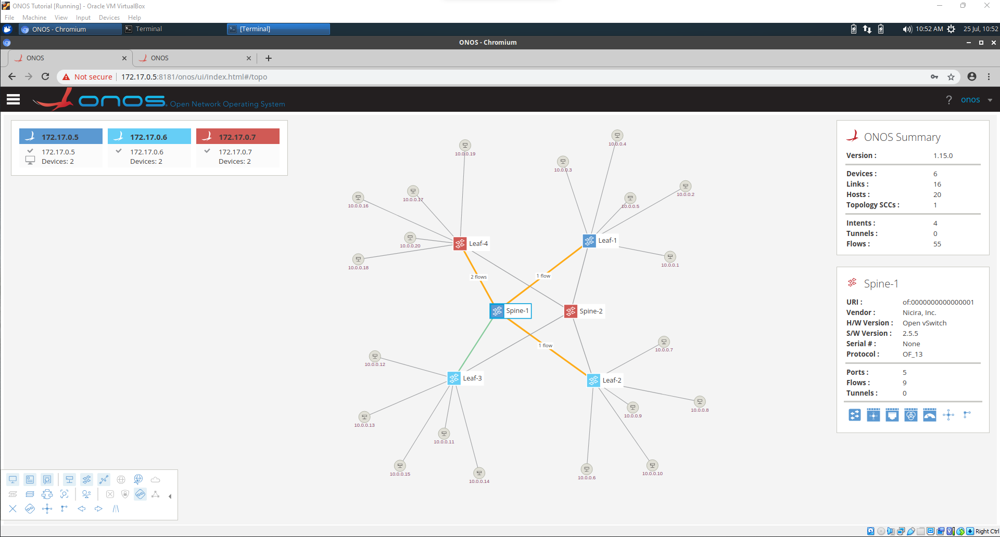 ONOS Tutorial [Running] - Oracle VM VirtualBox
File Machine View Input Devices Help
ONOS - Chromium Terminal [Terminal] 10:52 AM 25 Jul, 10:52
ONOS - Chromium
ONOS ONOS
Not secure 172.17.0.5:8181/onos/ui/index.html#/topo
onos. Open Network Operating System ? onos
172.17.0.5
172.17.0.5
Devices: 2
172.17.0.6
172.17.0.6
Devices: 2
172.17.0.7
172.17.0.7
Devices: 2
10.0.0.4
10.0.0.19
10.0.0.3
10.0.0.2
10.0.0.17
10.0.0.16
10.0.0.5
Leaf-1
Leaf-4
10.0.0.20
10.0.0.1
10.0.0.18
2 flows
1 flow
Spine-1
Spine-2
1 flow
10.0.0.7
10.0.0.12
Leaf-3
Leaf-2
10.0.0.8
10.0.0.9
10.0.0.13
10.0.0.11
10.0.0.15
10.0.0.14
10.0.0.6
10.0.0.10
ONOS Summary
Version : 1.15.0
Devices : 6
Links : 16
Hosts : 20
Topology SCCs : 1
Intents : 4
Tunnels : 0
Flows : 55
Spine-1
URI : of:0000000000000001
Vendor : Nicira, Inc.
H/W Version : Open vSwitch
S/W Version : 2.5.5
Serial # : None
Protocol : OF_13
Ports : 5
Flows : 9
Tunnels : 0
Right Ctrl